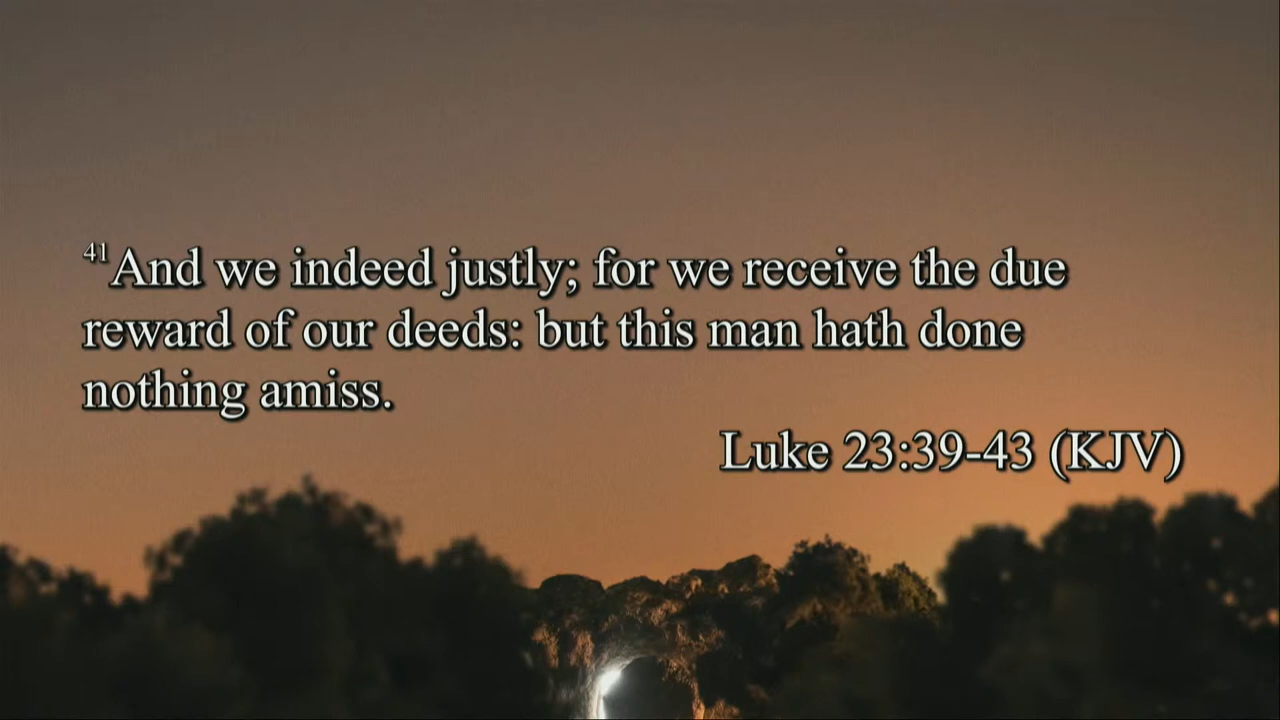 41And we indeed justly; for we receive the due
reward of our deeds: but this man hath done
nothing amiss.
Luke 23:39-43 (KJV)